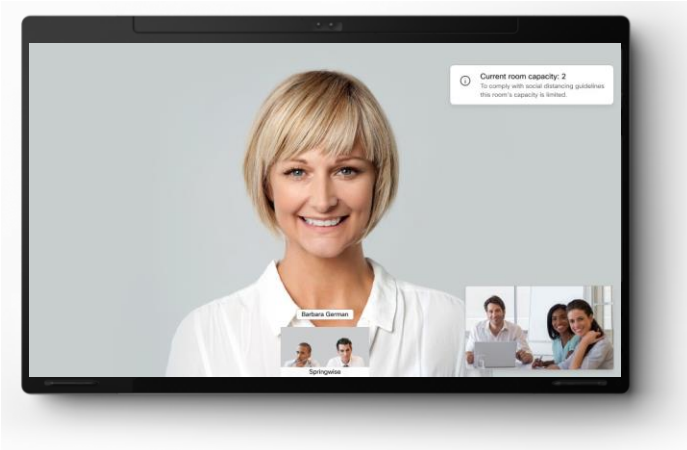 Current room capacity: 2
To comply with social distancing guidelines
this room's capacity is limited.
Barbara German
Springwise